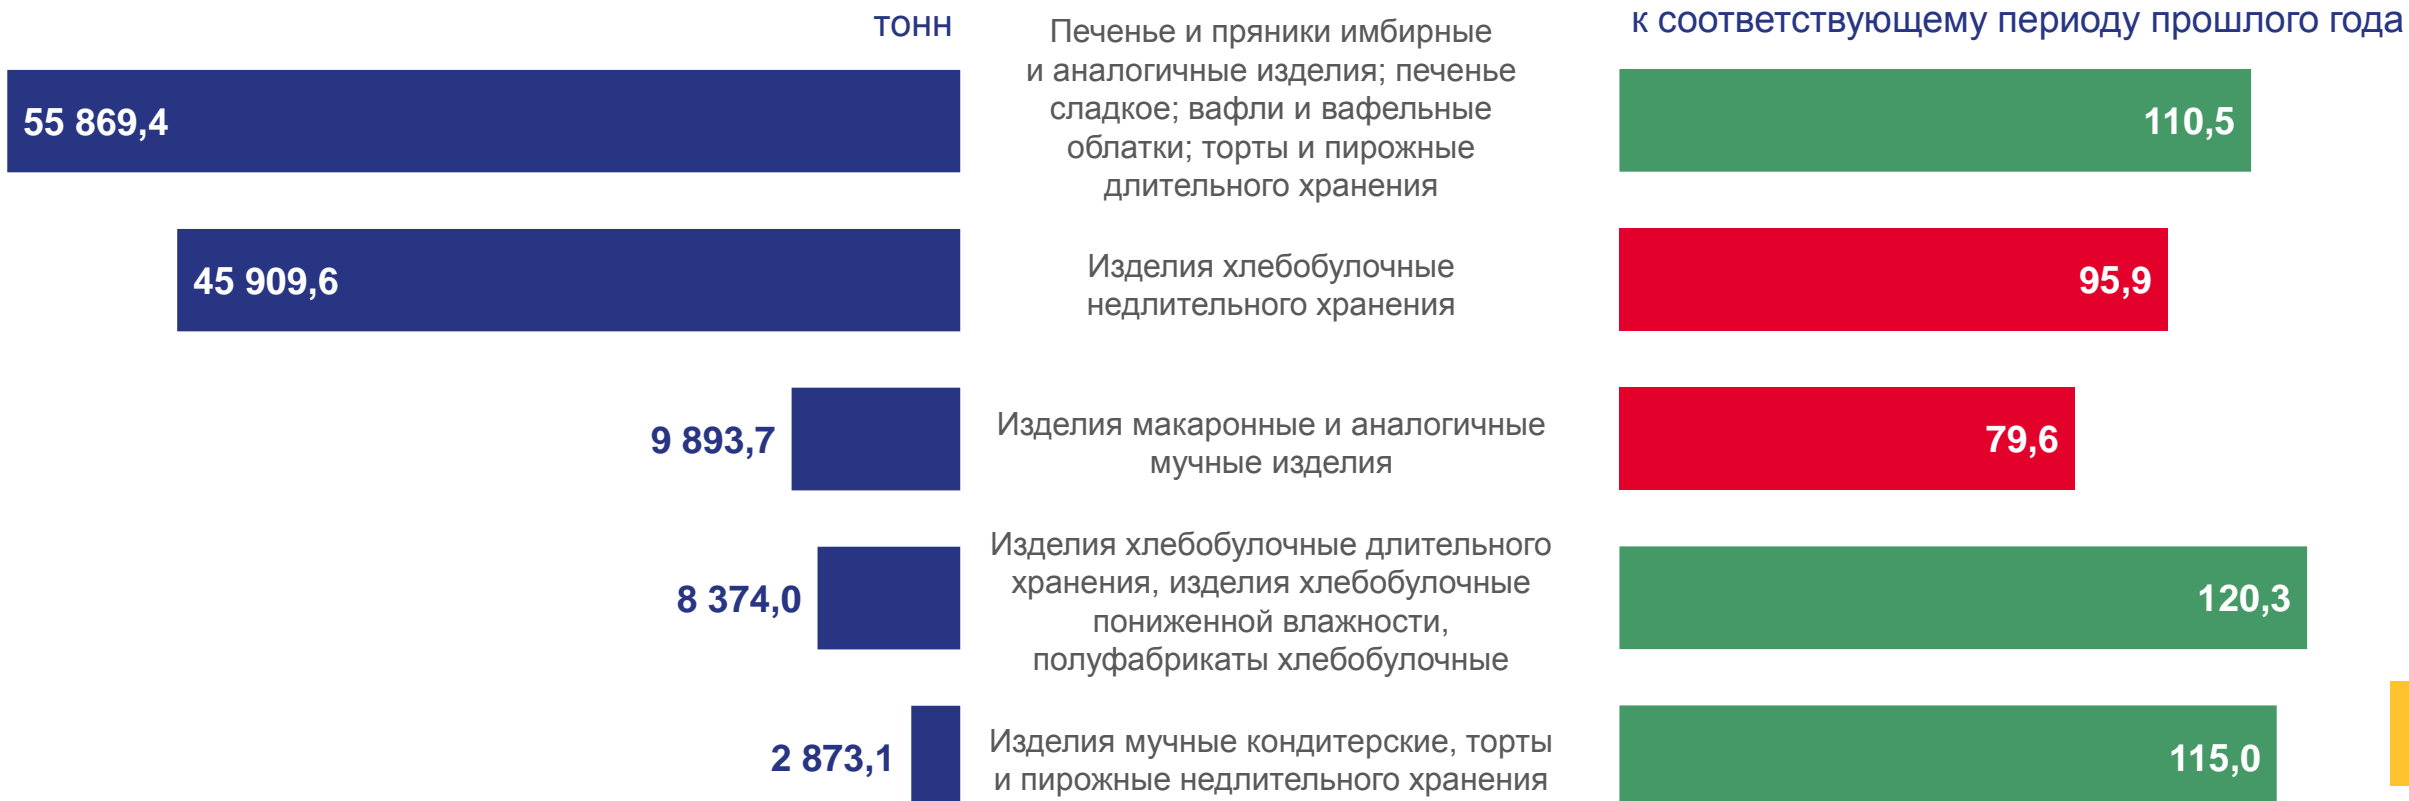 тонн
к соответствующему периоду прошлого года
55 869,4
Печенье и пряники имбирные
и аналогичные изделия; печенье
сладкое; вафли и вафельные
облатки; торты и пирожные
длительного хранения
110,5
45 909,6
Изделия хлебобулочные
недлительного хранения
95,9
9 893,7
Изделия макаронные и аналогичные
мучные изделия
79,6
8 374,0
Изделия хлебобулочные длительного
хранения, изделия хлебобулочные
пониженной влажности,
полуфабрикаты хлебобулочные
120,3
2 873,1
Изделия мучные кондитерские, торты
и пирожные недлительного хранения
115,0